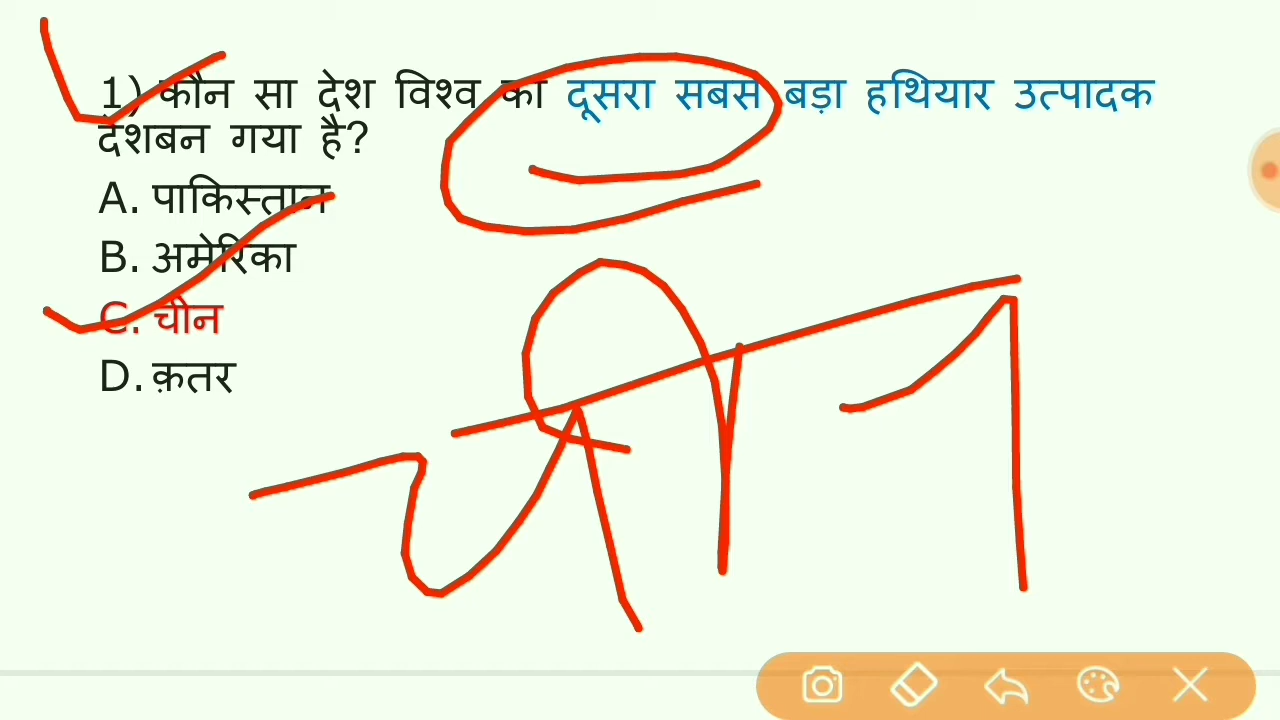 1) कौन सा देश विश्व का दूसरा सबसे बड़ा हथियार उत्पादक
देशबन गया है?
A. पाकिस्तान
B. अमेरिका
C. चीन
D. क़तर
चीन